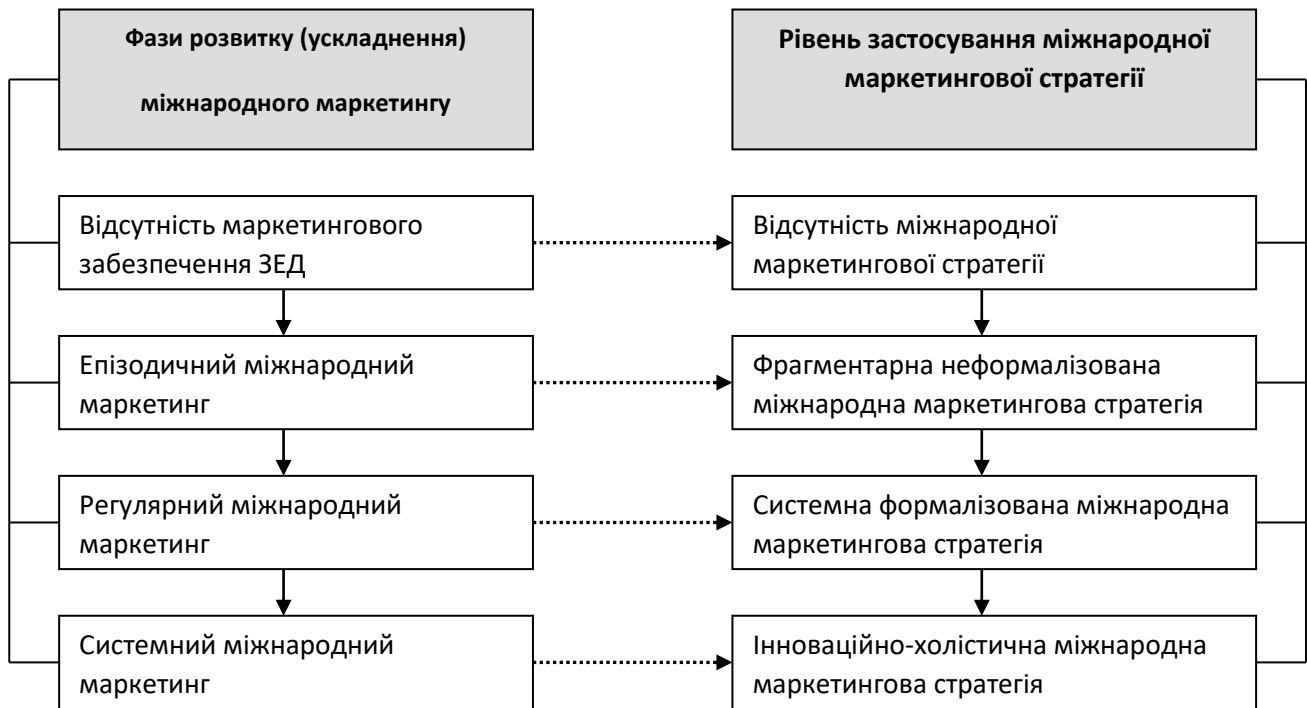 Фази розвитку (ускладнення)
міжнародного маркетингу
Рівень застосування міжнародної
маркетингової стратегії
Відсутність маркетингового
забезпечення ЗЕД
Відсутність міжнародної
маркетингової стратегії
Епізодичний міжнародний
маркетинг
Фрагментарна неформалізована
міжнародна маркетингова стратегія
Регулярний міжнародний
маркетинг
Системна формалізована міжнародна
маркетингова стратегія
Системний міжнародний
маркетинг
Інноваційно-холістична міжнародна
маркетингова стратегія